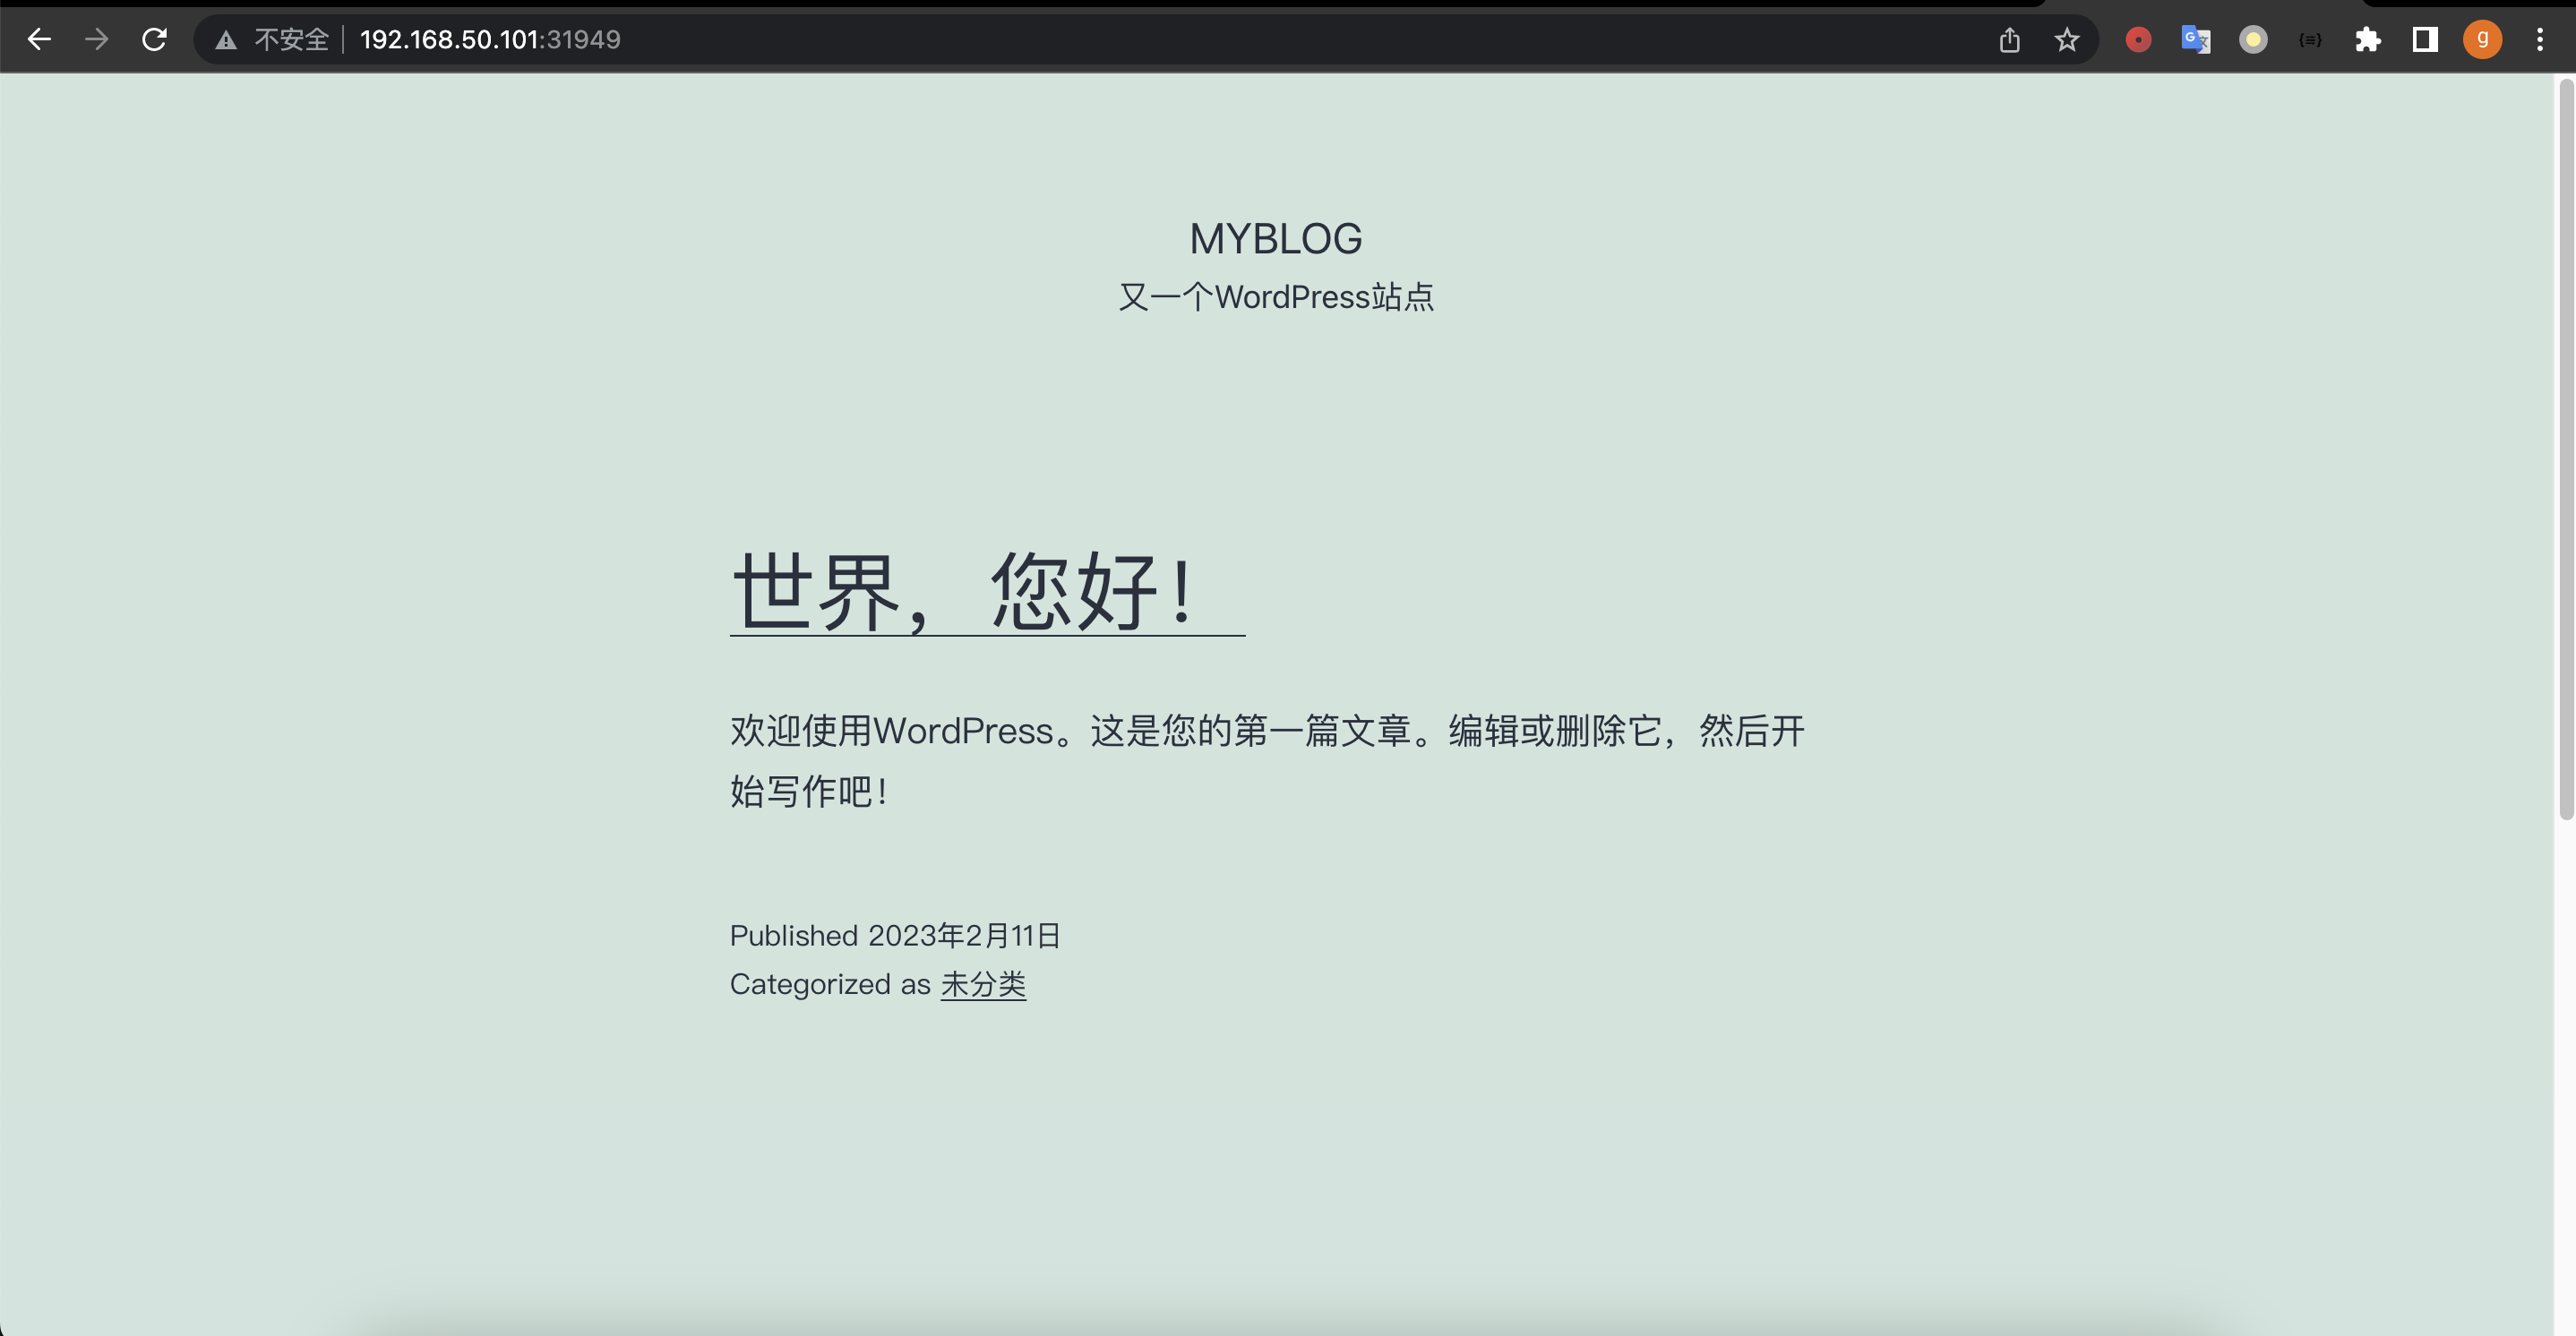 不安全 192.168.50.101:31949
g
MYBLOG
又一个WordPress站点
世界，您好！
欢迎使用WordPress。这是您的第一篇文章。编辑或删除它，然后开
始写作吧！
Published 2023年2月11日
Categorized as 未分类